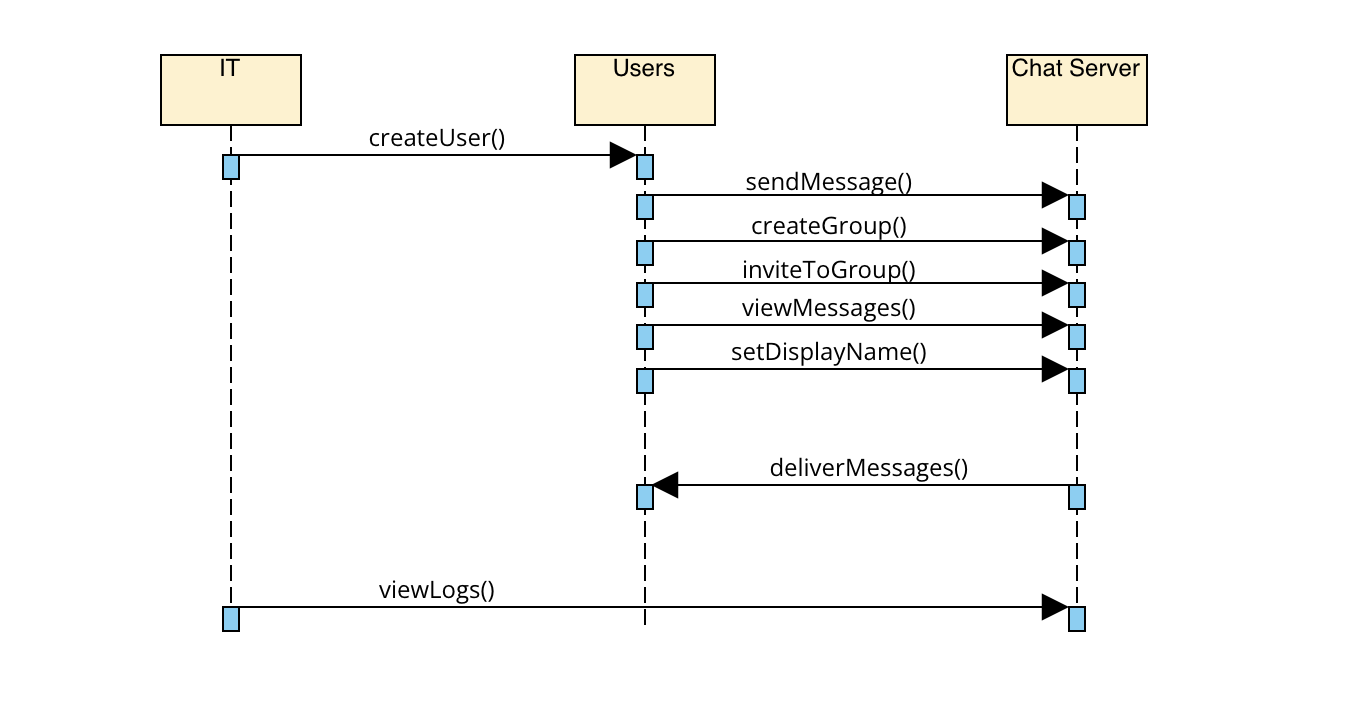 IT
Users
Chat Server
createUser()
sendMessage()
createGroup()
inviteToGroup()
viewMessages()
setDisplayName()
deliverMessages()
viewLogs()